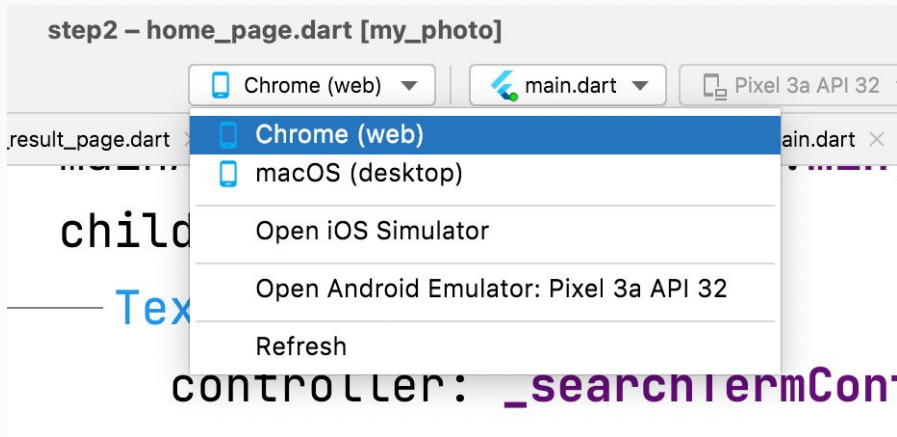 step2 – home_page.dart [my_photo]
Chrome (web) main.dart Pixel 3a API 32
_result_page.dart ain.dart
Chrome (web)
macOS (desktop)
child
Open iOS Simulator
Open Android Emulator: Pixel 3a API 32
Tex
Refresh
controller: _searchTermCont